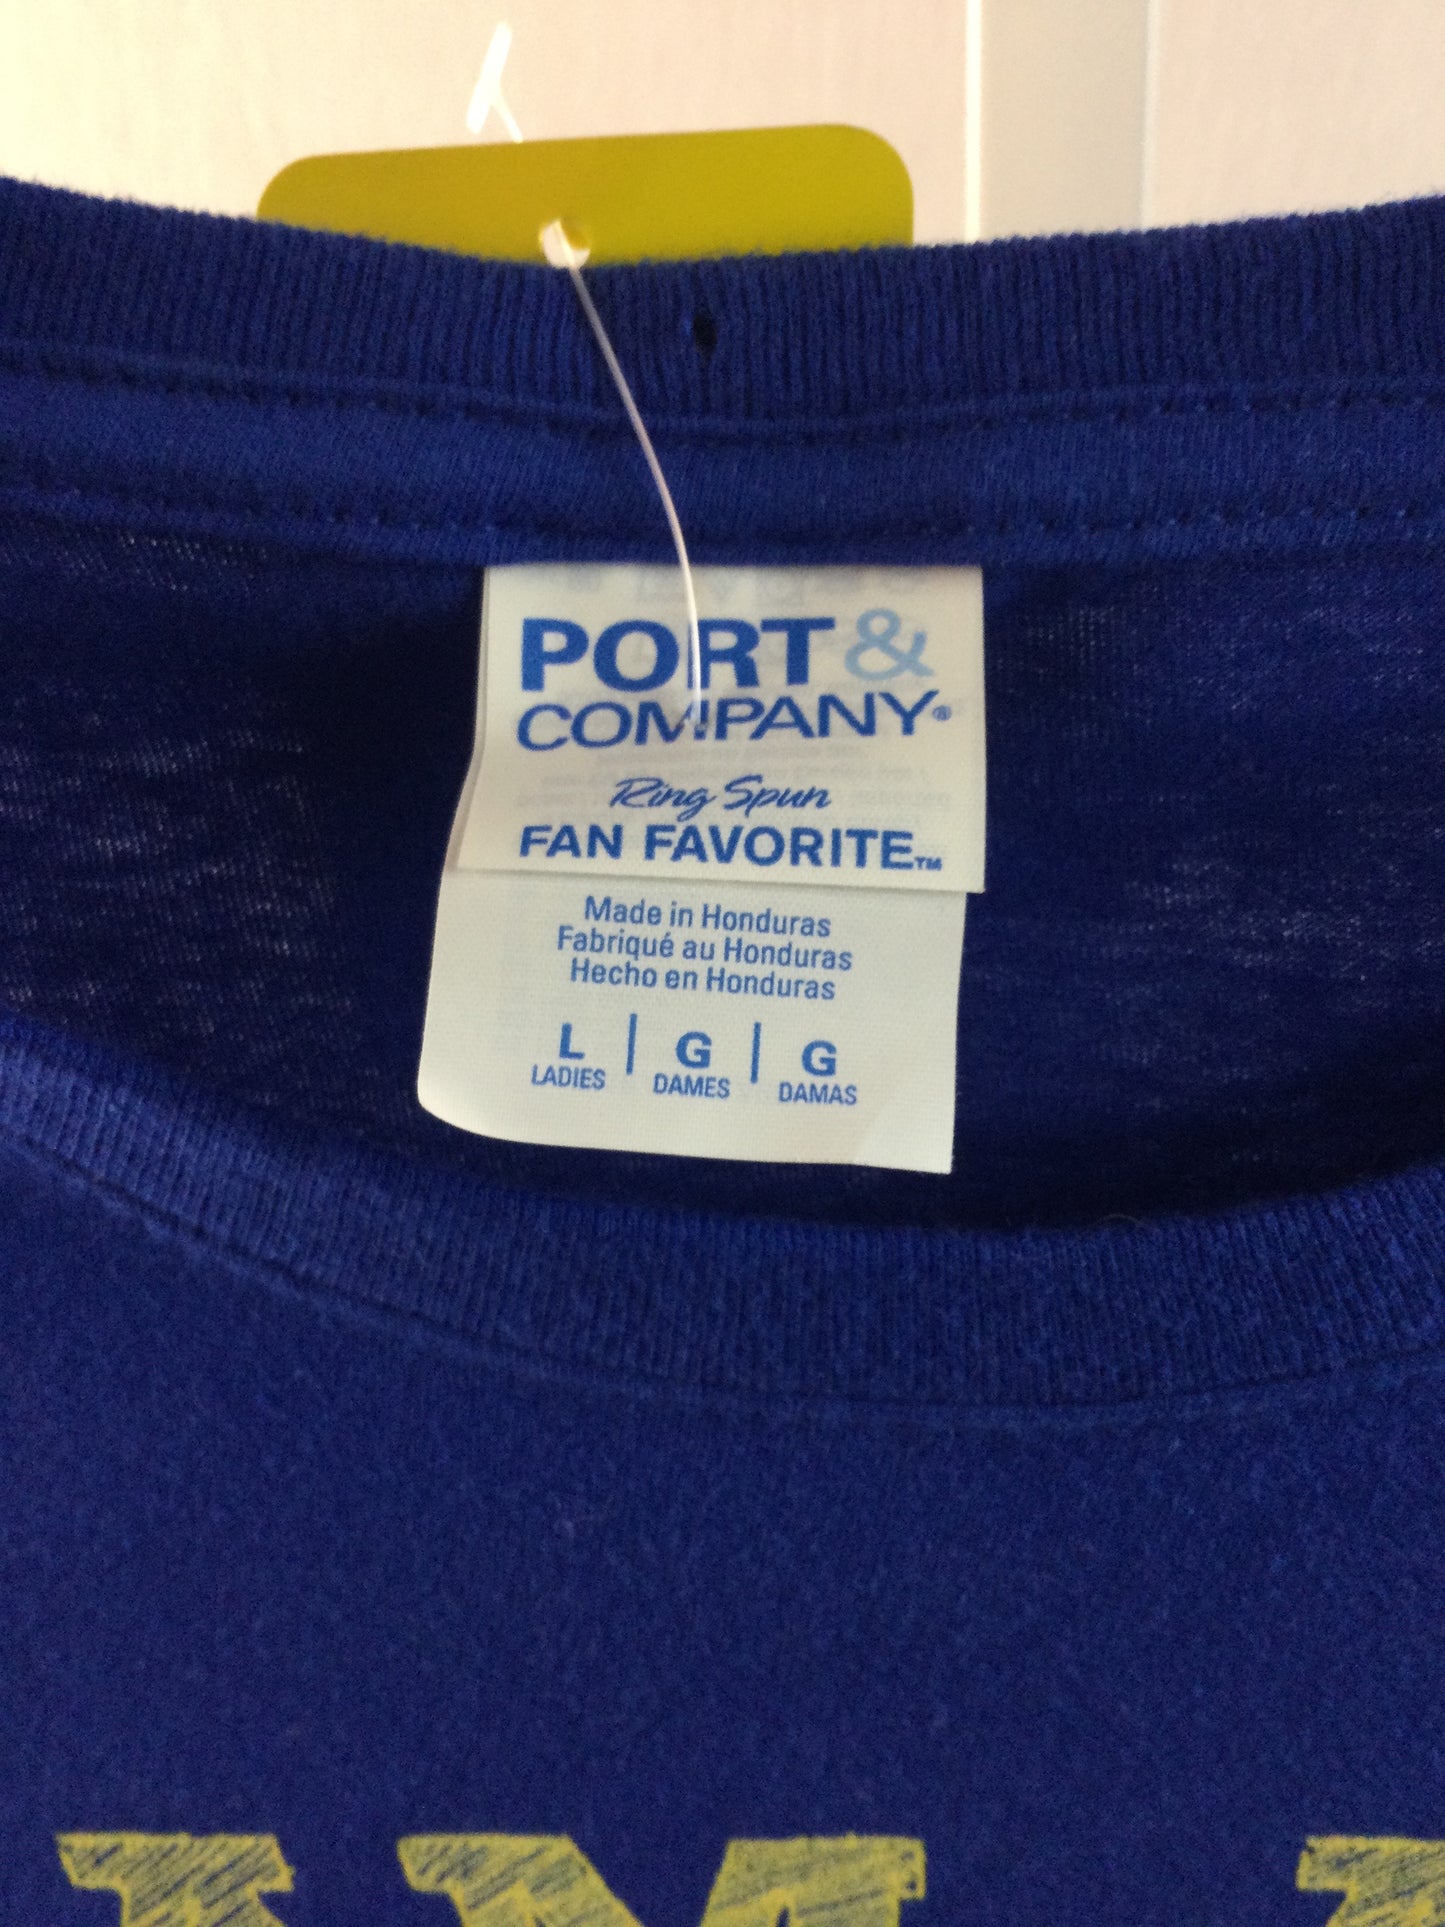 PORT &
COMPANY®
Ring Spun
FAN FAVORITE™
Made in Honduras
Fabriqué au Honduras
Hecho en Honduras
L | G | G
LADIES DAMES DAMAS